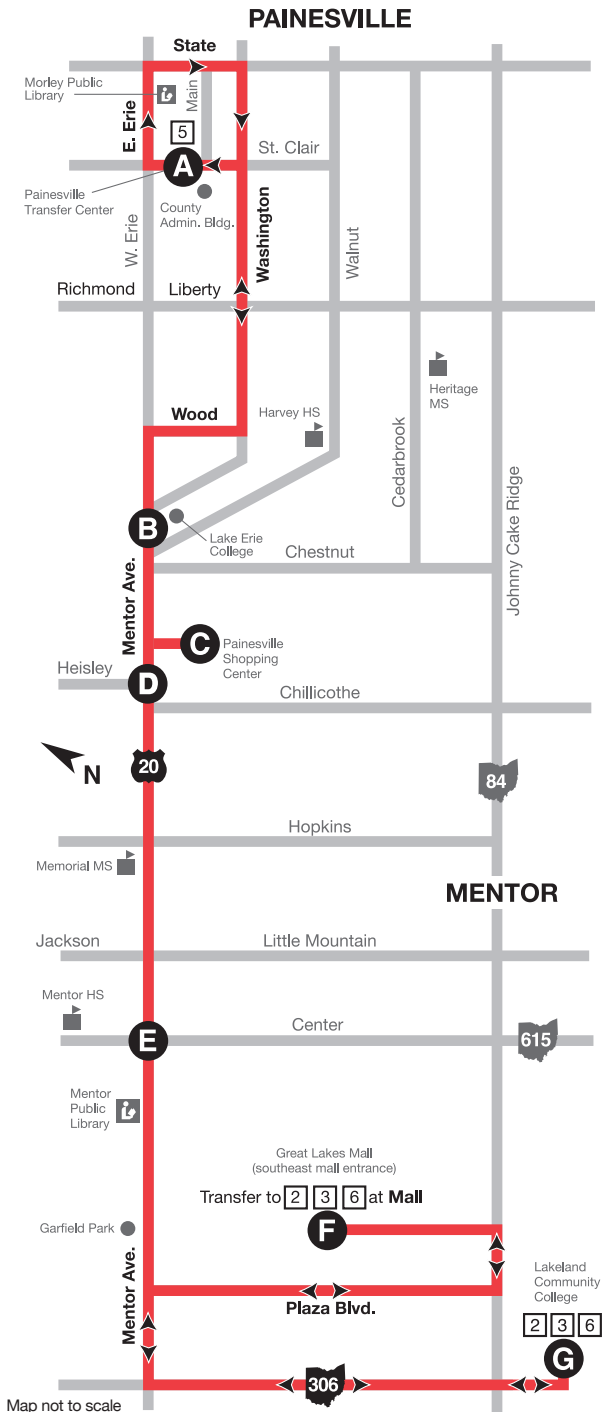 PAINESVILLE
State
Morley Public
Library
Main
E. Erie
5
St. Clair
A
Painesville
Transfer Center
County
Admin. Bldg.
W. Erie
Washington
Walnut
Richmond
Liberty
Heritage
MS
Wood
Harvey HS
Cedarbrook
Johnny Cake Ridge
B
Lake Erie
College
Chestnut
Mentor Ave.
C
Painesville
Shopping
Center
Heisley
D
Chillicothe
N
20
84
Hopkins
Memorial MS
MENTOR
Jackson
Little Mountain
Mentor HS
Center
E
615
Mentor
Public
Library
Great Lakes Mall
(southeast mall entrance)
Transfer to 2 3 6 at Mall
Garfield Park
F
Lakeland
Community
College
Mentor Ave.
Plaza Blvd.
2 3 6
G
306
Map not to scale